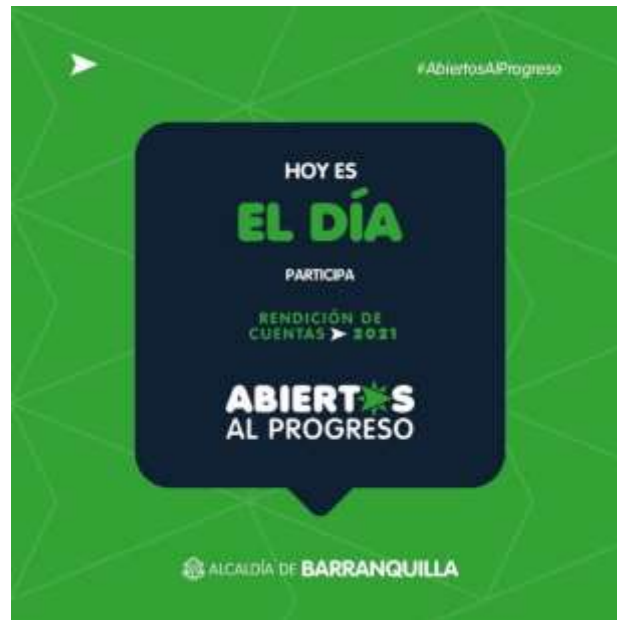 #AbiertosAlProgreso
HOY ES
EL DÍA
PARTICIPA
RENDICIÓN DE
CUENTAS 2021
ABIERTOS
AL PROGRESO
ALCALDÍA DE BARRANQUILLA